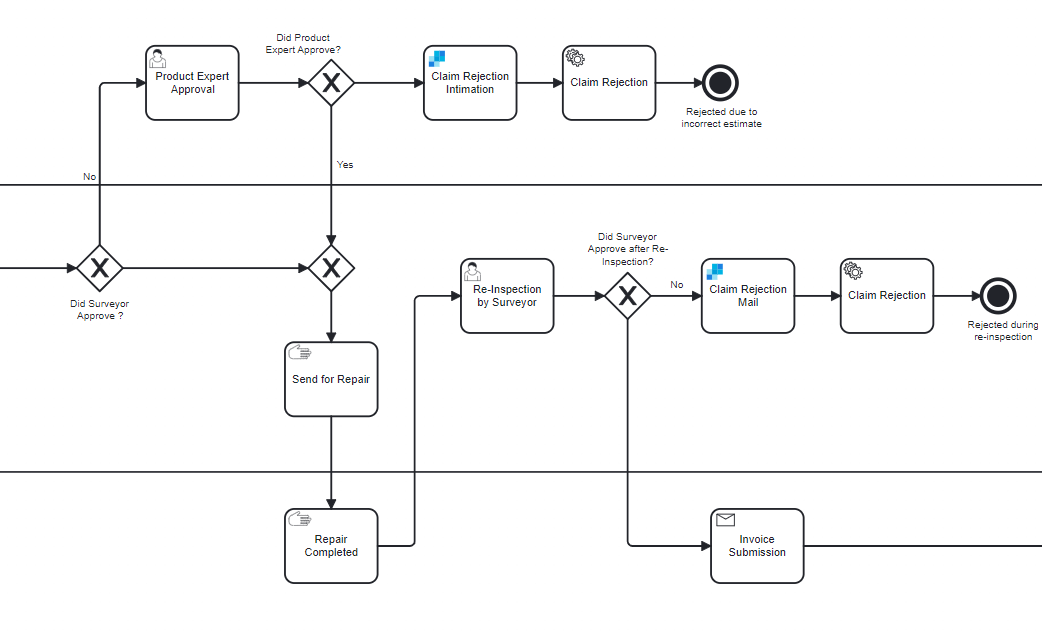 Did Product
Expert Approve?
Product Expert
Approval
Claim Rejection
Intimation
Claim Rejection
Rejected due to
incorrect estimate
Yes
No
Did Surveyor
Approve ?
Did Surveyor
Approve after Re-
Inspection?
Re-Inspection
by Surveyor
No
Claim Rejection
Mail
Claim Rejection
Rejected during
re-inspection
Send for Repair
Repair
Completed
Invoice
Submission